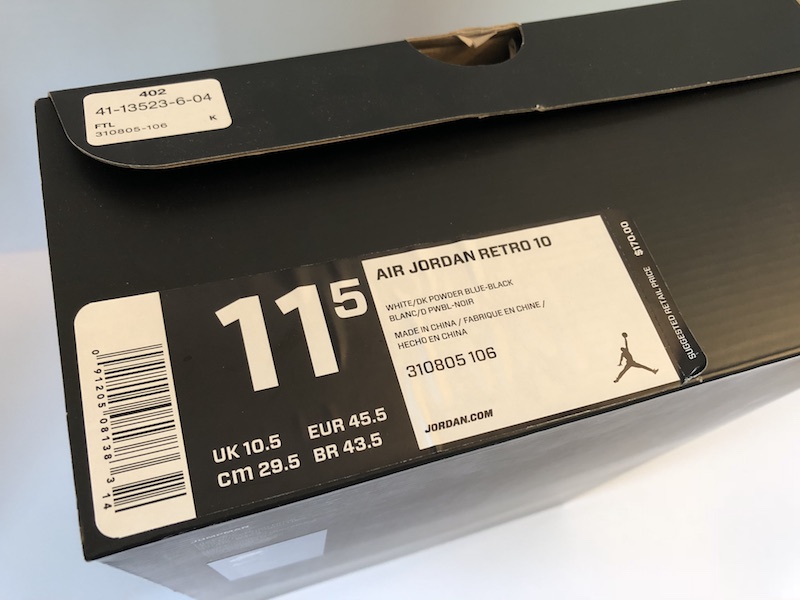 402
41-13523-6-04
FTL K
310805-106
AIR JORDAN RETRO 10
WHITE/DK POWDER BLUE-BLACK
BLANC/D PWBL-NOIR
MADE IN CHINA / FABRIQUE EN CHINE /
HECHO EN CHINA
310805 106
JORDAN.COM
$170.00
SUGGESTED RETAIL PRICE
115
UK 10.5 EUR 45.5
CM 29.5 BR 43.5
0 91205 08138 3 14